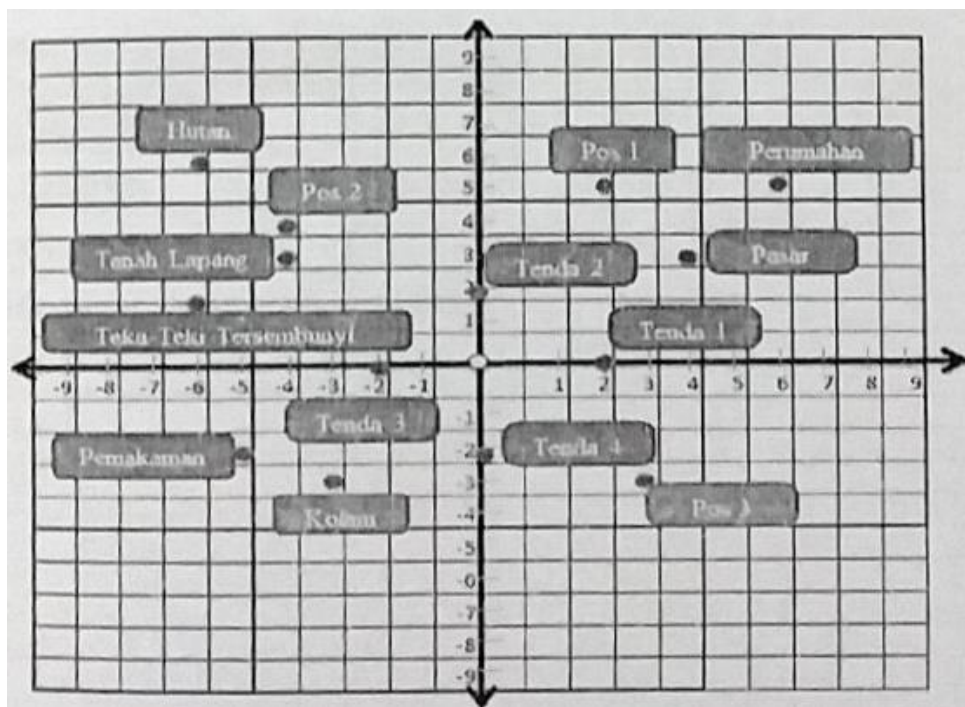 9
8
Hutan
7
Pos 1
Perumahan
6
Pos 2
5
4
Tanah Lapang
3
Tenda 2
Pasar
2
Teka Teki Tersembunyi
1
Tenda 1
-9 -8 -7 -6 -5 -4 -3 -2 -1 1 2 3 4 5 6 7 8 9
-1
Tenda 3
Pemakaman
-2
Tenda 4
-3
Kolam
-4
Pos 3
-5
-6
-7
-8
-9